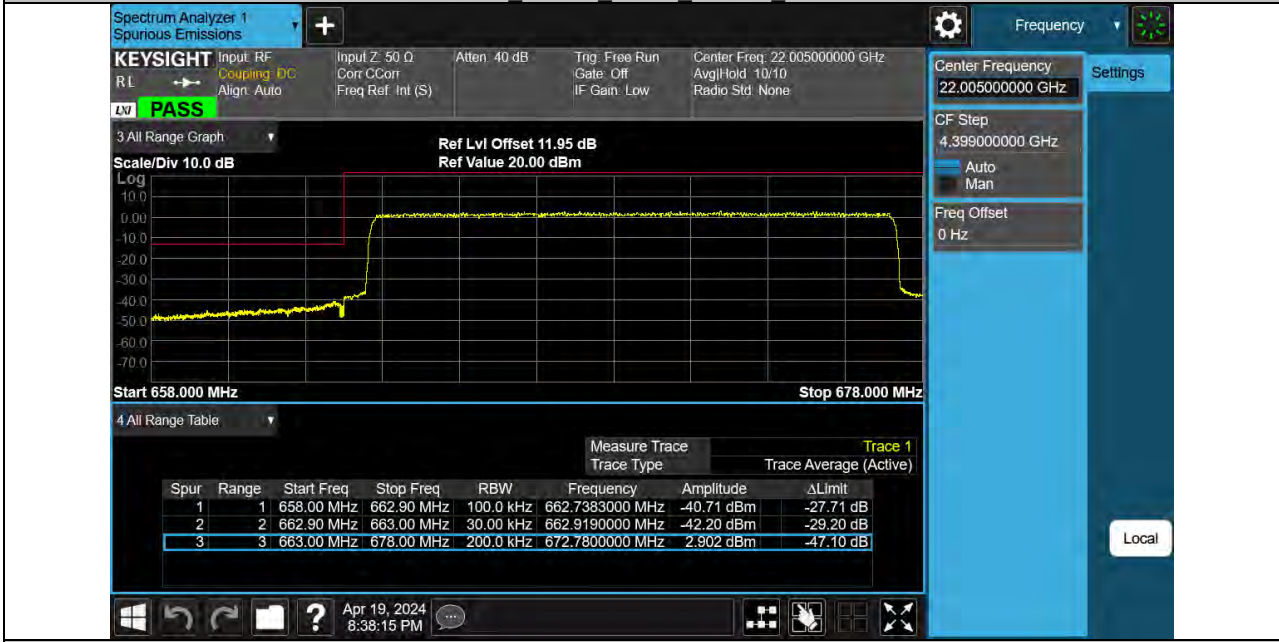 Spectrum Analyzer 1
Spurious Emissions
+
Frequency
KEYSIGHT Input: RF Input Z: 50 Ω Atten: 40 dB Trig: Free Run Center Freq: 22.005000000 GHz
RL Coupling: DC Corr CCorr Gate: Off Avg|Hold: 10/10
Align: Auto Freq Ref: Int (S) IF Gain: Low Radio Std: None
LXI PASS
Center Frequency
22.005000000 GHz
Settings
CF Step
4.399000000 GHz
Auto
Man
Freq Offset
0 Hz
3 All Range Graph
Ref Lvl Offset 11.95 dB
Scale/Div 10.0 dB Ref Value 20.00 dBm
Log
10.0
0.00
-10.0
-20.0
-30.0
-40.0
-50.0
-60.0
-70.0
Start 658.000 MHz Stop 678.000 MHz
4 All Range Table
Measure Trace Trace 1
Trace Type Trace Average (Active)
Spur Range Start Freq Stop Freq RBW Frequency Amplitude ΔLimit
1 1 658.00 MHz 662.90 MHz 100.0 kHz 662.7383000 MHz -40.71 dBm -27.71 dB
2 2 662.90 MHz 663.00 MHz 30.00 kHz 662.9190000 MHz -42.20 dBm -29.20 dB
3 3 663.00 MHz 678.00 MHz 200.0 kHz 672.7800000 MHz 2.902 dBm -47.10 dB
Local
? Apr 19, 2024
8:38:15 PM